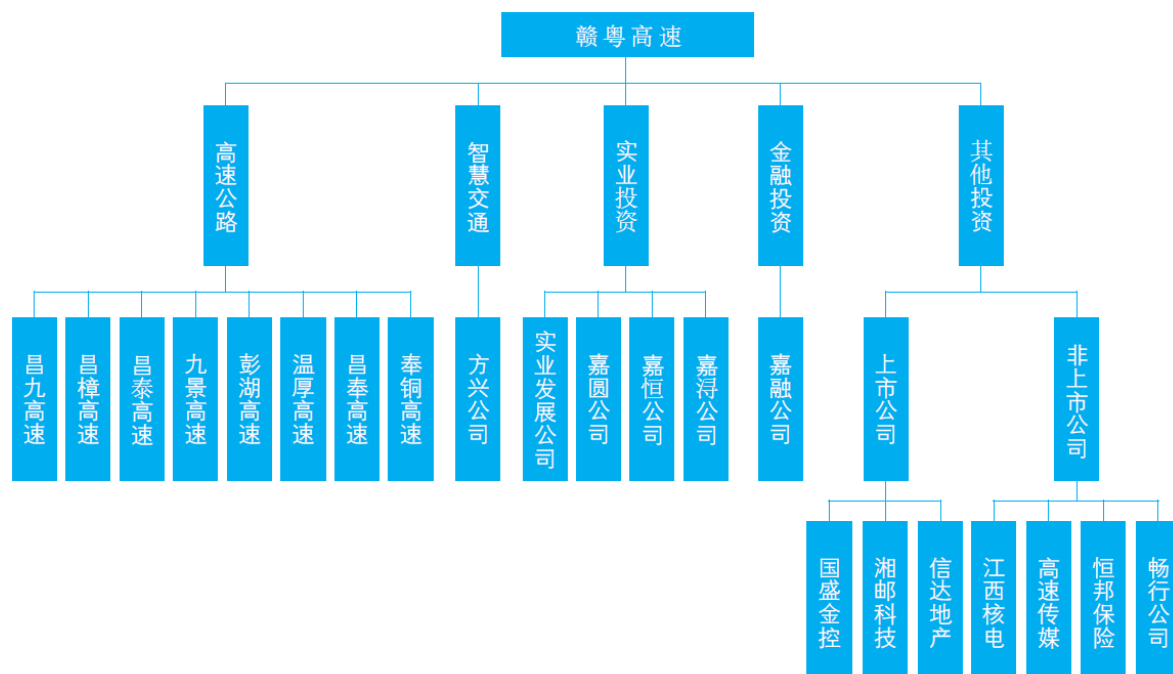 赣粤高速
高速公路
智慧交通
实业投资
金融投资
其他投资
昌九高速
昌樟高速
昌泰高速
九景高速
彭湖高速
温厚高速
昌奉高速
奉铜高速
方兴公司
实业发展公司
嘉圆公司
嘉恒公司
嘉浔公司
嘉融公司
上市公司
非上市公司
国盛金控
湘邮科技
信达地产
江西核电
高速传媒
恒邦保险
畅行公司